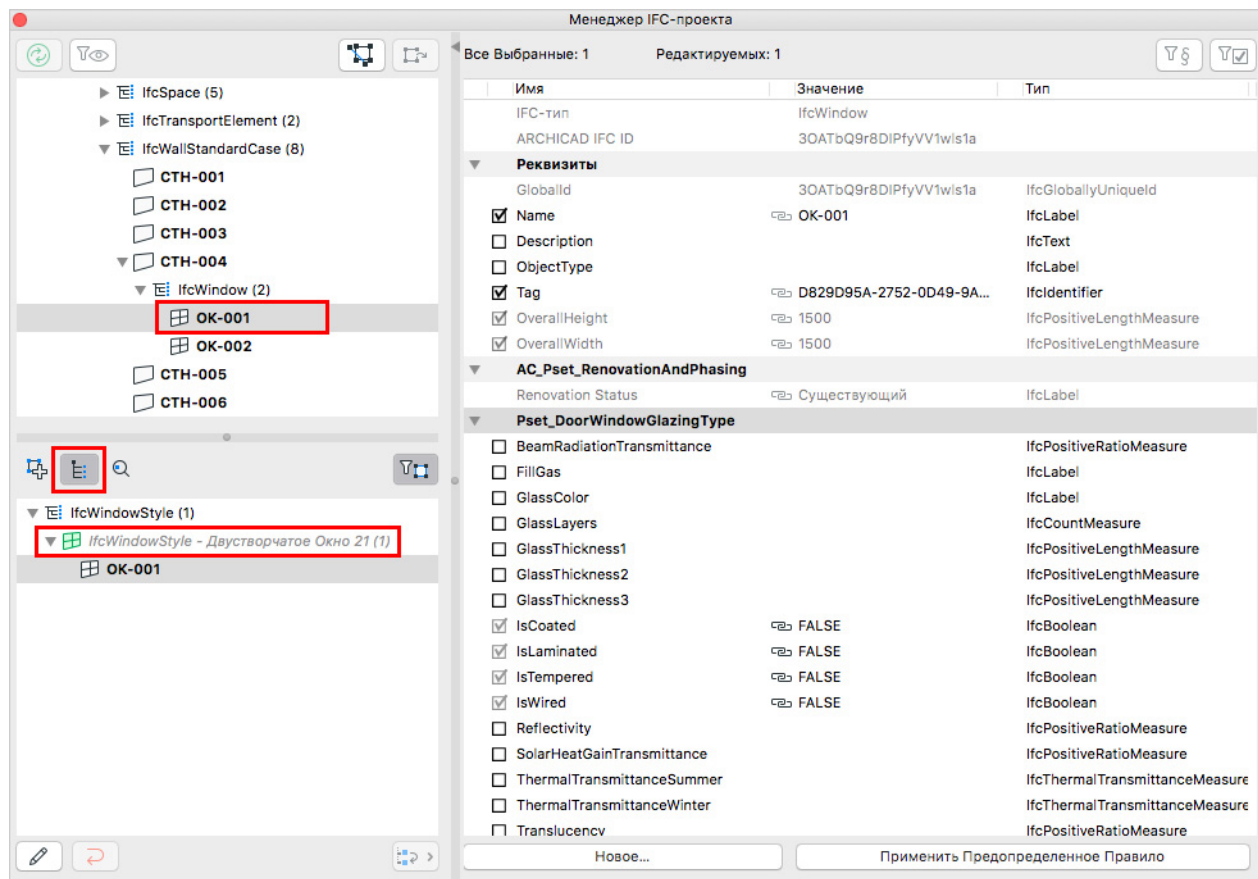 Менеджер IFC-проекта
Все Выбранные: 1 Редактируемых: 1
IfcSpace (5)
IfcTransportElement (2)
IfcWallStandardCase (8)
СТН-001
СТН-002
СТН-003
СТН-004
IfcWindow (2)
ОК-001
ОК-002
СТН-005
СТН-006
IfcWindowStyle (1)
IfcWindowStyle - Двустворчатое Окно 21 (1)
ОК-001
Имя Значение Тип
IFC-тип IfcWindow
ARCHICAD IFC ID 3OATbQ9r8DIPfyVV1wls1a
Реквизиты
GlobalId 3OATbQ9r8DIPfyVV1wls1a IfcGloballyUniqueId
Name ОК-001 IfcLabel
Description IfcText
ObjectType IfcLabel
Tag D829D95A-2752-0D49-9A... IfcIdentifier
OverallHeight 1500 IfcPositiveLengthMeasure
OverallWidth 1500 IfcPositiveLengthMeasure
AC_Pset_RenovationAndPhasing
Renovation Status Существующий IfcLabel
Pset_DoorWindowGlazingType
BeamRadiationTransmittance IfcPositiveRatioMeasure
FillGas IfcLabel
GlassColor IfcLabel
GlassLayers IfcCountMeasure
GlassThickness1 IfcPositiveLengthMeasure
GlassThickness2 IfcPositiveLengthMeasure
GlassThickness3 IfcPositiveLengthMeasure
IsCoated FALSE IfcBoolean
IsLaminated FALSE IfcBoolean
IsTempered FALSE IfcBoolean
IsWired FALSE IfcBoolean
Reflectivity IfcPositiveRatioMeasure
SolarHeatGainTransmittance IfcPositiveRatioMeasure
ThermalTransmittanceSummer IfcThermalTransmittanceMeasure
ThermalTransmittanceWinter IfcThermalTransmittanceMeasure
Translucency IfcPositiveRatioMeasure
Новое... Применить Предопределенное Правило